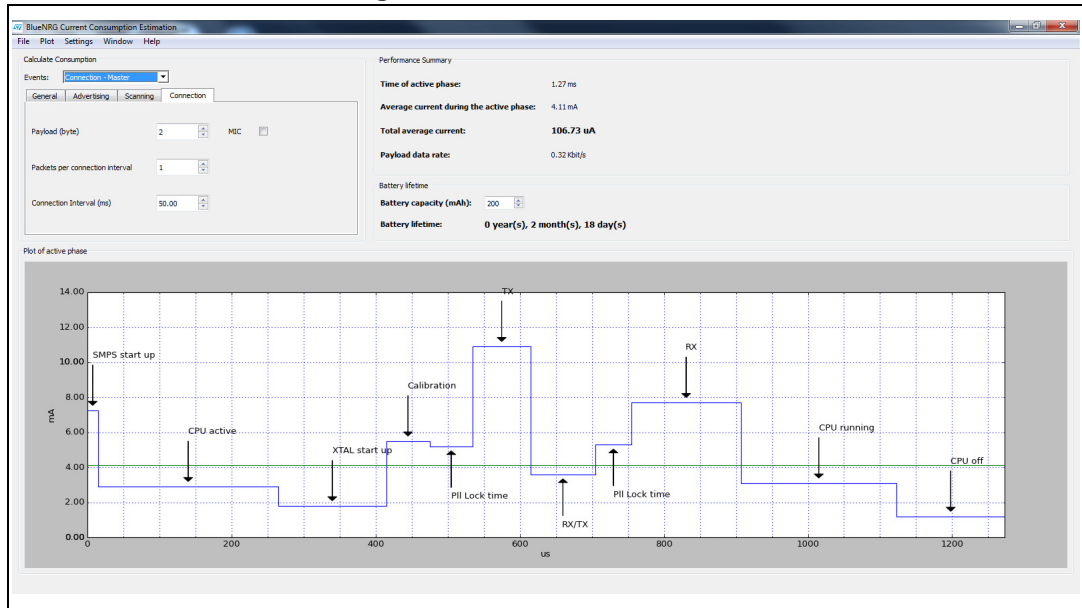 BlueNRG Current Consumption Estimation
File Plot Settings Window Help
Calculate Consumption
Events: Connection - Master
General Advertising Scanning Connection
Payload (byte) 2 MIC
Packets per connection interval 1
Connection Interval (ms) 50.00
Performance Summary
Time of active phase: 1.27 ms
Average current during the active phase: 4.11 mA
Total average current: 106.73 uA
Payload data rate: 0.32 Kbit/s
Battery lifetime
Battery capacity (mAh): 200
Battery lifetime: 0 year(s), 2 month(s), 18 day(s)
Plot of active phase
14.00
12.00
10.00
8.00
6.00
4.00
2.00
0.00
mA
SMPS start up
CPU active
XTAL start up
Calibration
Pll Lock time
TX
RX/TX
Pll Lock time
RX
CPU running
CPU off
0 200 400 600 800 1000 1200
us